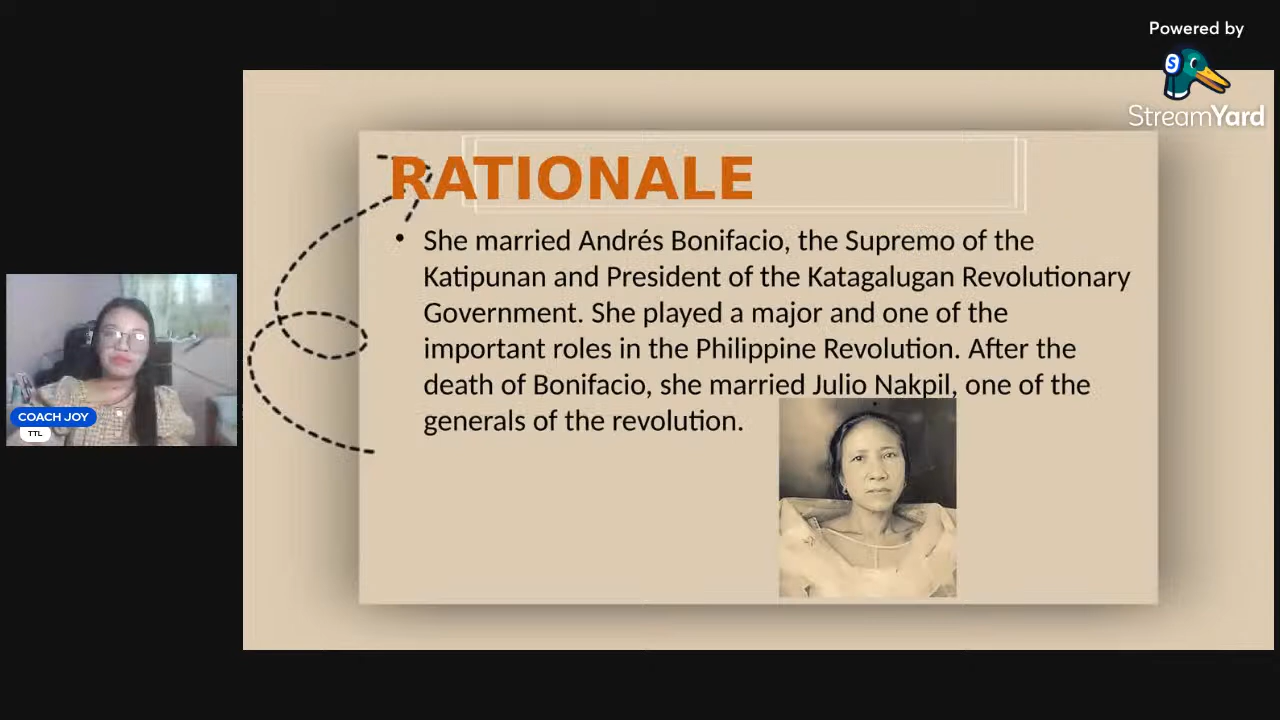 Powered by
StreamYard
RATIONALE
• She married Andrés Bonifacio, the Supremo of the
Katipunan and President of the Katagalugan Revolutionary
Government. She played a major and one of the
important roles in the Philippine Revolution. After the
death of Bonifacio, she married Julio Nakpil, one of the
generals of the revolution.
COACH JOY
TTL